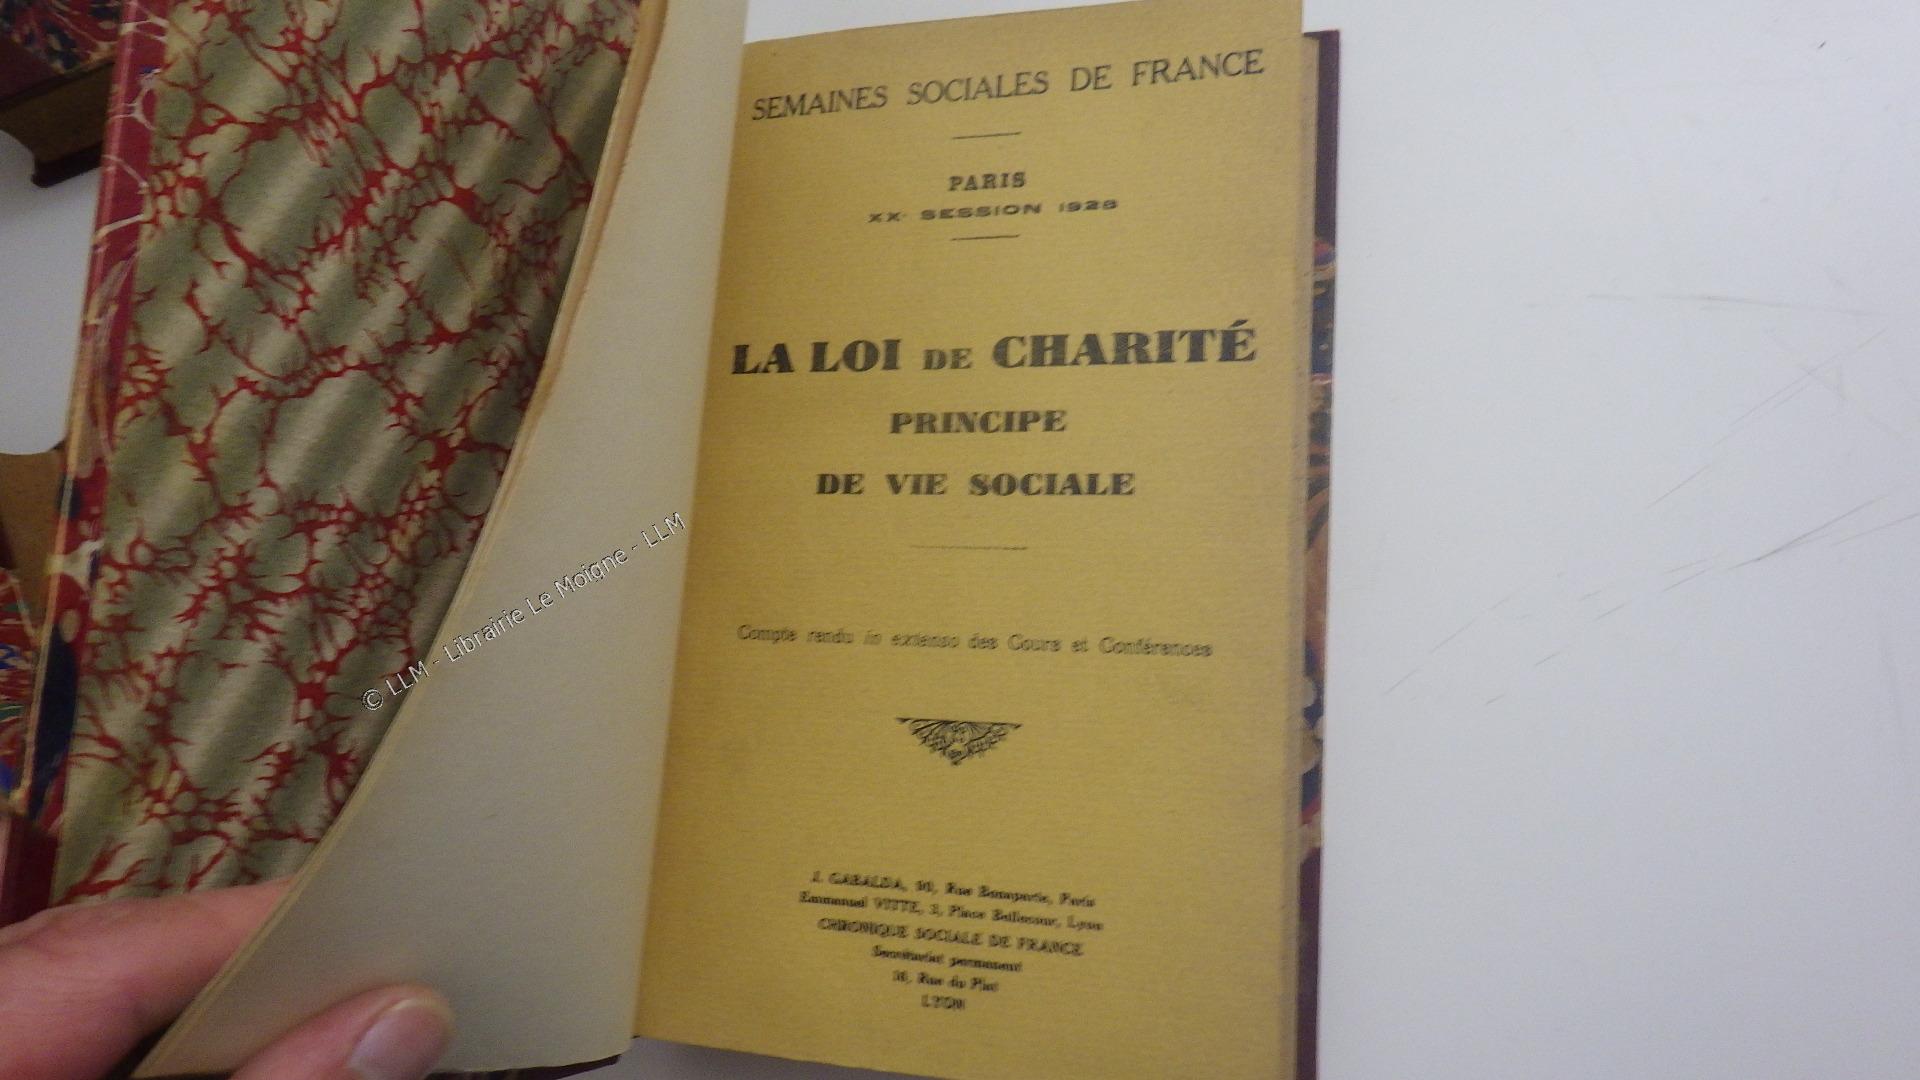 SEMAINES SOCIALES DE FRANCE
PARIS
XXe SESSION 1928
LA LOI DE CHARITÉ
PRINCIPE
DE VIE SOCIALE
Compte rendu in extenso des Cours et Conférences
J. GABALDA, 90, Rue Bonaparte, Paris
Emmanuel VITTE, 3, Place Bellecour, Lyon
CHRONIQUE SOCIALE DE FRANCE
Secrétariat permanent
16, Rue du Plat
LYON
© LLM - Librairie Le Moigne - LLM